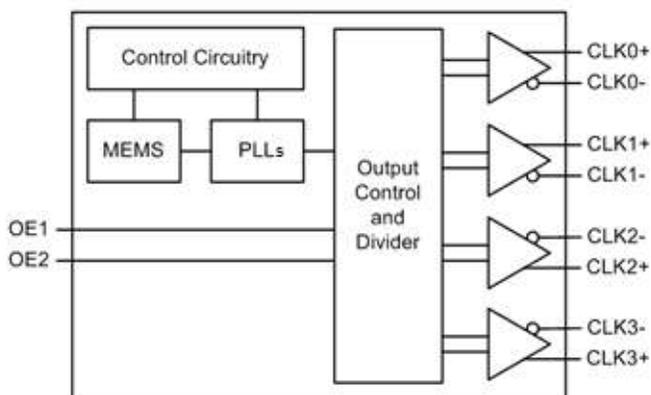 Control Circuitry
MEMS
PLLs
Output
Control
and
Divider
OE1
OE2
CLK0+
CLK0-
CLK1+
CLK1-
CLK2-
CLK2+
CLK3-
CLK3+